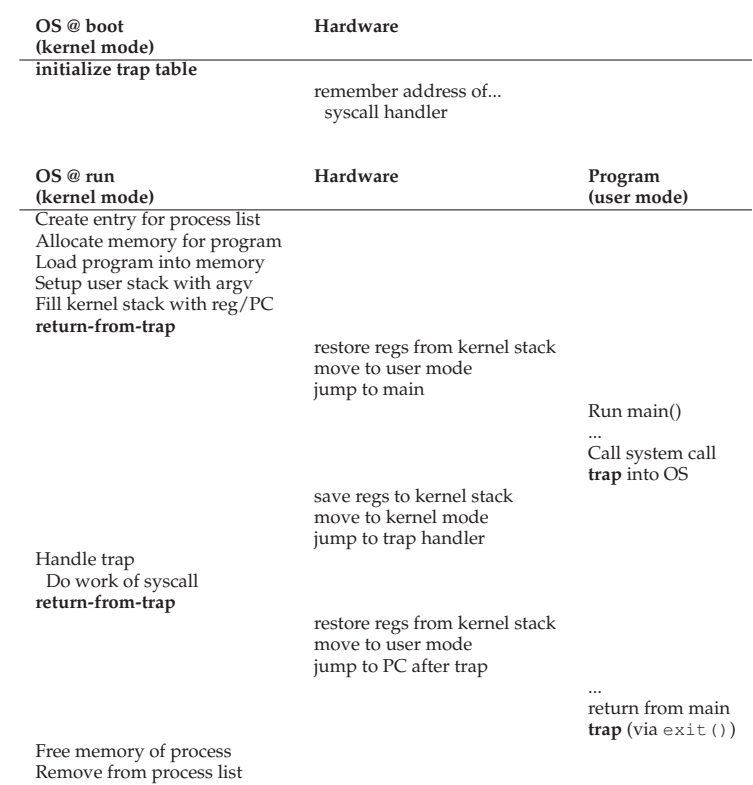 OS @ boot Hardware
(kernel mode)
initialize trap table
remember address of...
syscall handler
OS @ run Hardware Program
(kernel mode) (user mode)
Create entry for process list
Allocate memory for program
Load program into memory
Setup user stack with argv
Fill kernel stack with reg/PC
return-from-trap
restore regs from kernel stack
move to user mode
jump to main
Run main()
...
Call system call
trap into OS
save regs to kernel stack
move to kernel mode
jump to trap handler
Handle trap
Do work of syscall
return-from-trap
restore regs from kernel stack
move to user mode
jump to PC after trap
...
return from main
trap (via exit())
Free memory of process
Remove from process list